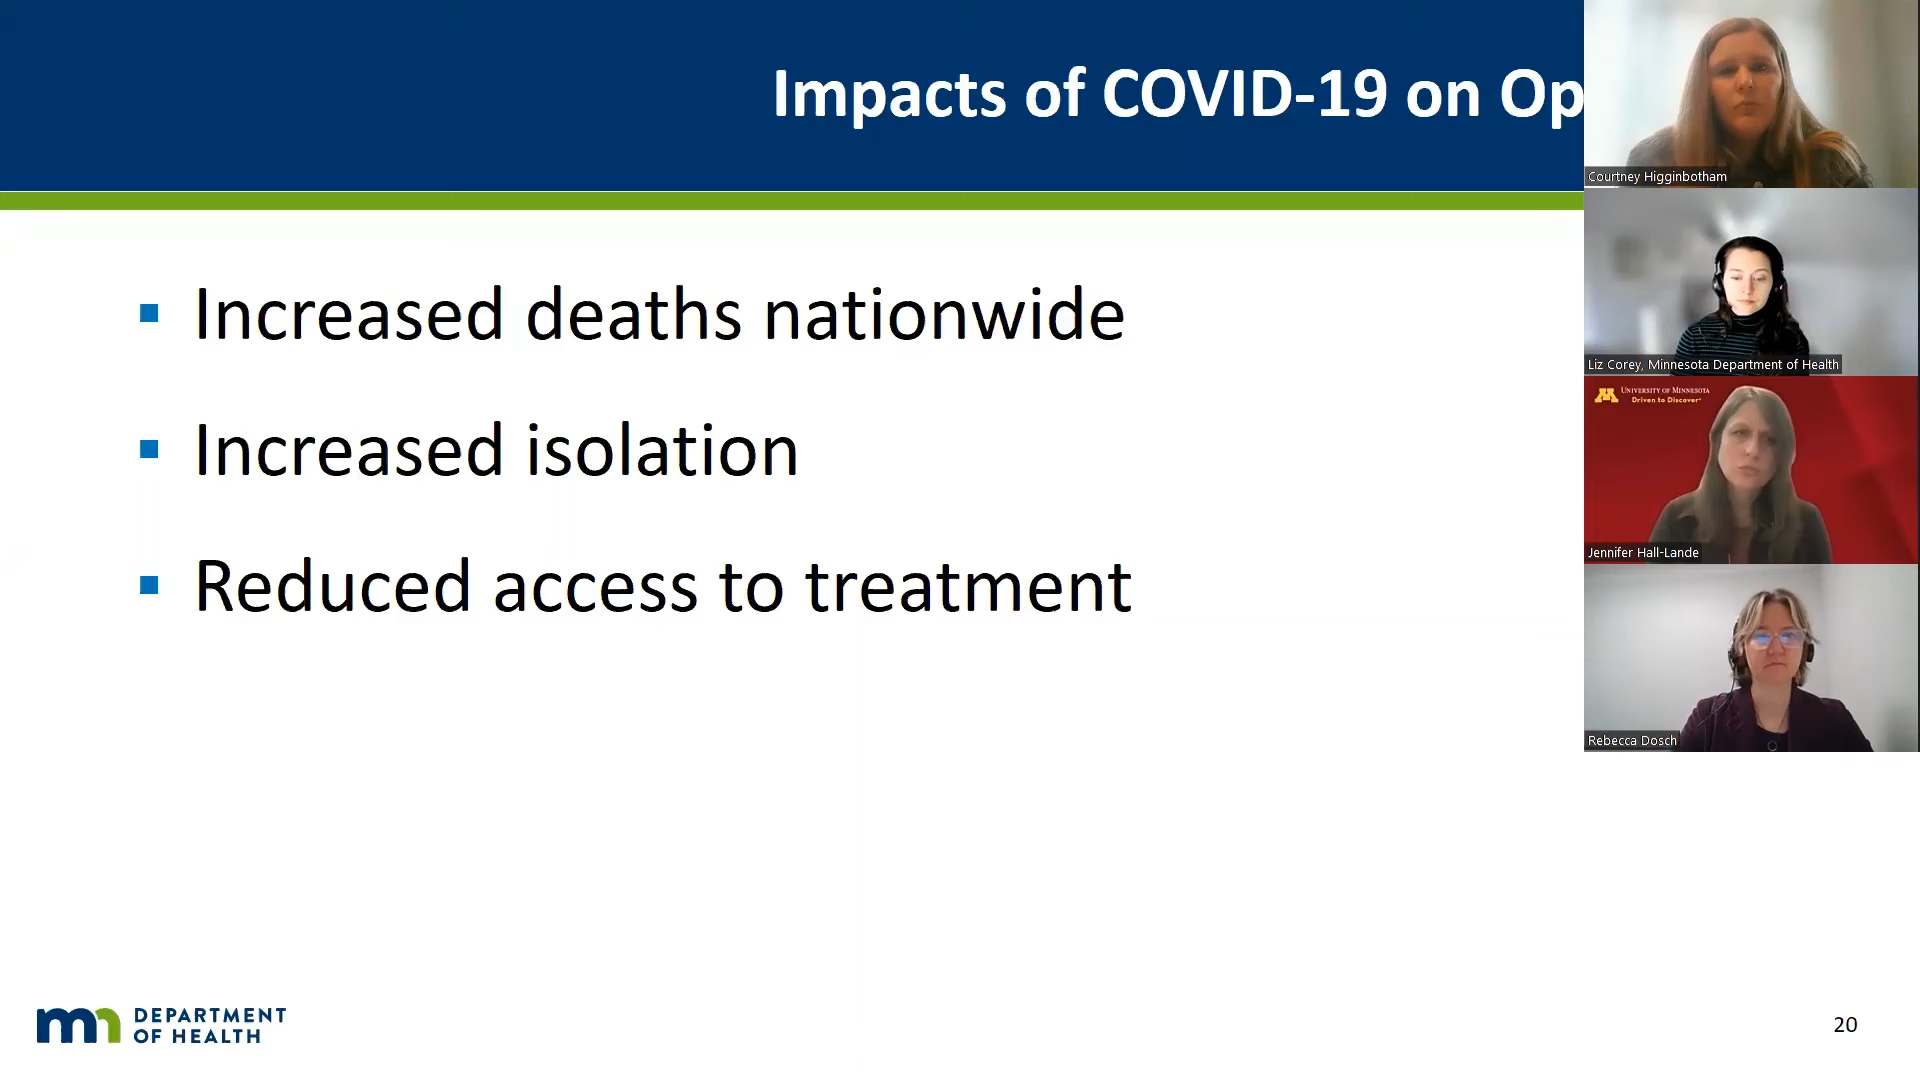 Impacts of COVID-19 on Op
Increased deaths nationwide
Increased isolation
Reduced access to treatment
Courtney Higginbotham
Liz Corey, Minnesota Department of Health
UNIVERSITY OF MINNESOTA
Driven to Discover
Jennifer Hall-Lande
Rebecca Dosch
mn DEPARTMENT
OF HEALTH
20